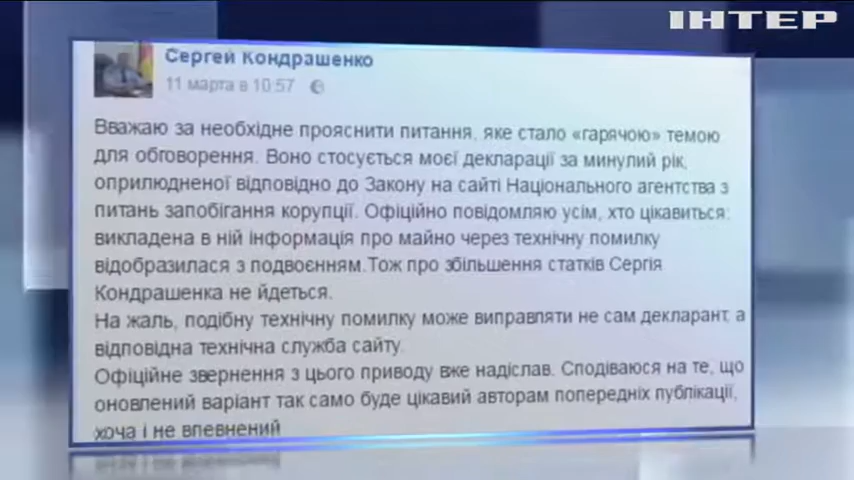 ІНТЕР
Сергей Кондрашенко
11 марта в 10:57
Вважаю за необхідне прояснити питання, яке стало «гарячою» темою
для обговорення. Воно стосується моєї декларації за минулий рік,
оприлюдненої відповідно до Закону на сайті Національного агентства з
питань запобігання корупції. Офіційно повідомляю усім, хто цікавиться:
викладена в ній інформація про майно через технічну помилку
відобразилася з подвоєнням.Тож про збільшення статків Сергія
Кондрашенка не йдеться.
На жаль, подібну технічну помилку може виправляти не сам декларант, а
відповідна технічна служба сайту.
Офіційне звернення з цього приводу вже надіслав. Сподіваюся на те, що
оновлений варіант так само буде цікавий авторам попередніх публікації,
хоча і не впевнений